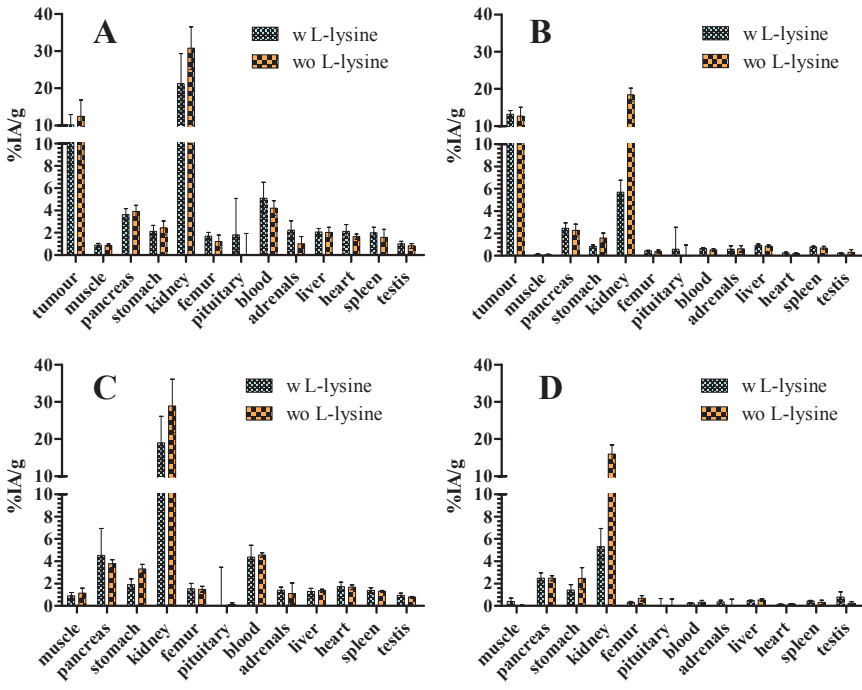 A
w L-lysine
wo L-lysine
%IA/g
40
30
20
10
10
8
6
4
2
0
tumour
muscle
pancreas
stomach
kidney
femur
pituitary
blood
adrenals
liver
heart
spleen
testis
B
w L-lysine
wo L-lysine
%IA/g
40
30
20
10
10
8
6
4
2
0
tumour
muscle
pancreas
stomach
kidney
femur
pituitary
blood
adrenals
liver
heart
spleen
testis
C
w L-lysine
wo L-lysine
%IA/g
40
30
20
10
10
8
6
4
2
0
muscle
pancreas
stomach
kidney
femur
pituitary
blood
adrenals
liver
heart
spleen
testis
D
w L-lysine
wo L-lysine
%IA/g
40
30
20
10
10
8
6
4
2
0
muscle
pancreas
stomach
kidney
femur
pituitary
blood
adrenals
liver
heart
spleen
testis